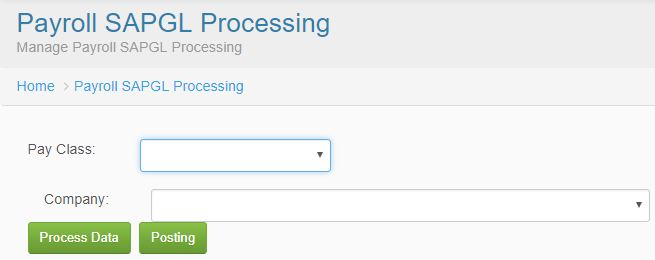 Payroll SAPGL Processing
Manage Payroll SAPGL Processing
Home > Payroll SAPGL Processing
Pay Class:
Company:
Process Data Posting